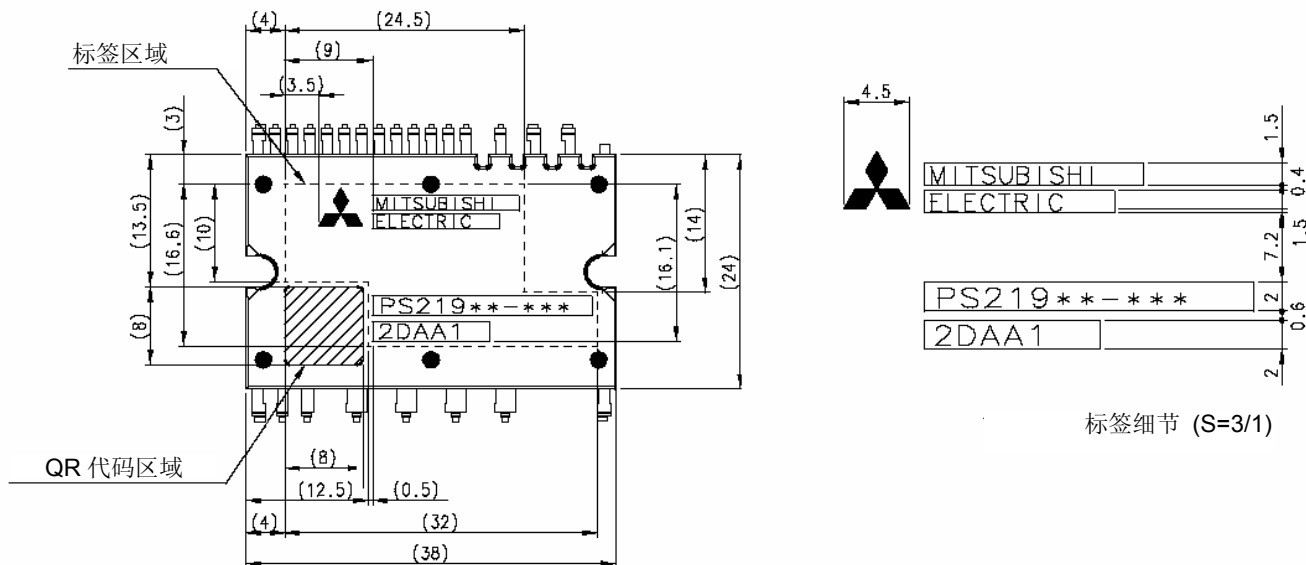 (4)
(24.5)
标签区域
(9)
(3.5)
(3)
(13.5)
(16.6)
(10)
(8)
MITSUBISHI
ELECTRIC
(14)
(16.1)
(24)
PS219**-***
2DAA1
QR 代码区域
(8)
(12.5)
(0.5)
(4)
(32)
(38)
4.5
1.5
MITSUBISHI
0.4
ELECTRIC
1.5
7.2
PS219**-***
2
0.6
2DAA1
2
标签细节 (S=3/1)